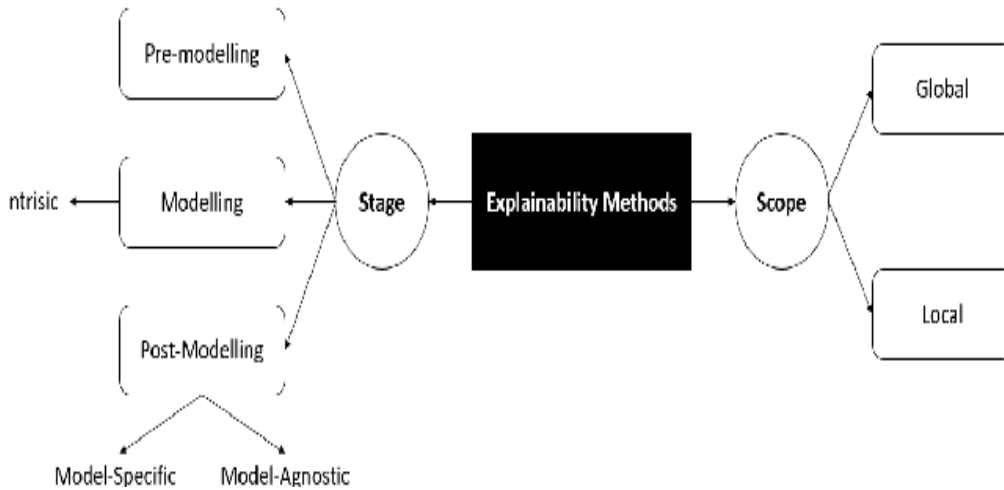 Pre-modelling
Global
ntrisic
Modelling
Stage
Explainability Methods
Scope
Post-Modelling
Local
Model-Specific
Model-Agnostic